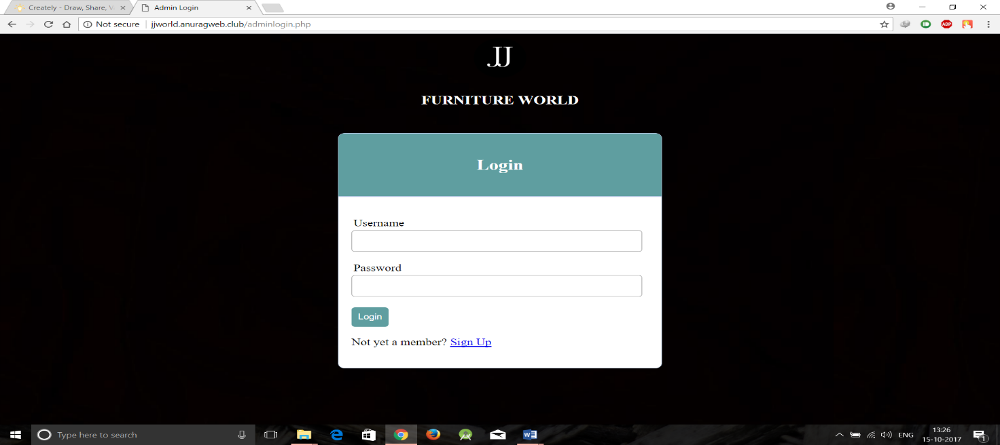 Creately - Draw, Share, V
Admin Login
Not secure | jjworld.anuragweb.club/adminlogin.php
ABP
JJ
FURNITURE WORLD
Login
Username
Password
Login
Not yet a member? Sign Up
Type here to search
ENG
13:26
15-10-2017
1